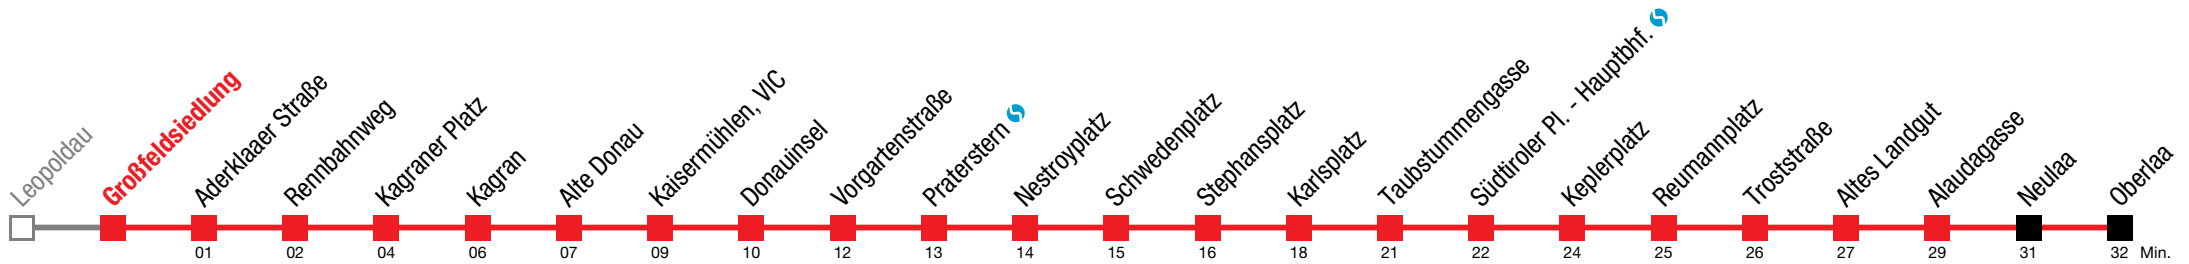 Leopoldau
Großfeldsiedlung
Aderklaaer Straße
Rennbahnweg
Kagraner Platz
Kagran
Alte Donau
Kaisermühlen, VIC
Donauinsel
Vorgartenstraße
Praterstern
Nestroyplatz
Schwedenplatz
Stephansplatz
Karlsplatz
Taubstummengasse
Südtiroler Pl. - Hauptbhf.
Keplerplatz
Reumannplatz
Troststraße
Altes Landgut
Alaudagasse
Neulaa
Oberlaa
01 02 04 06 07 09 10 12 13 14 15 16 18 21 22 24 25 26 27 29 31 32 Min.